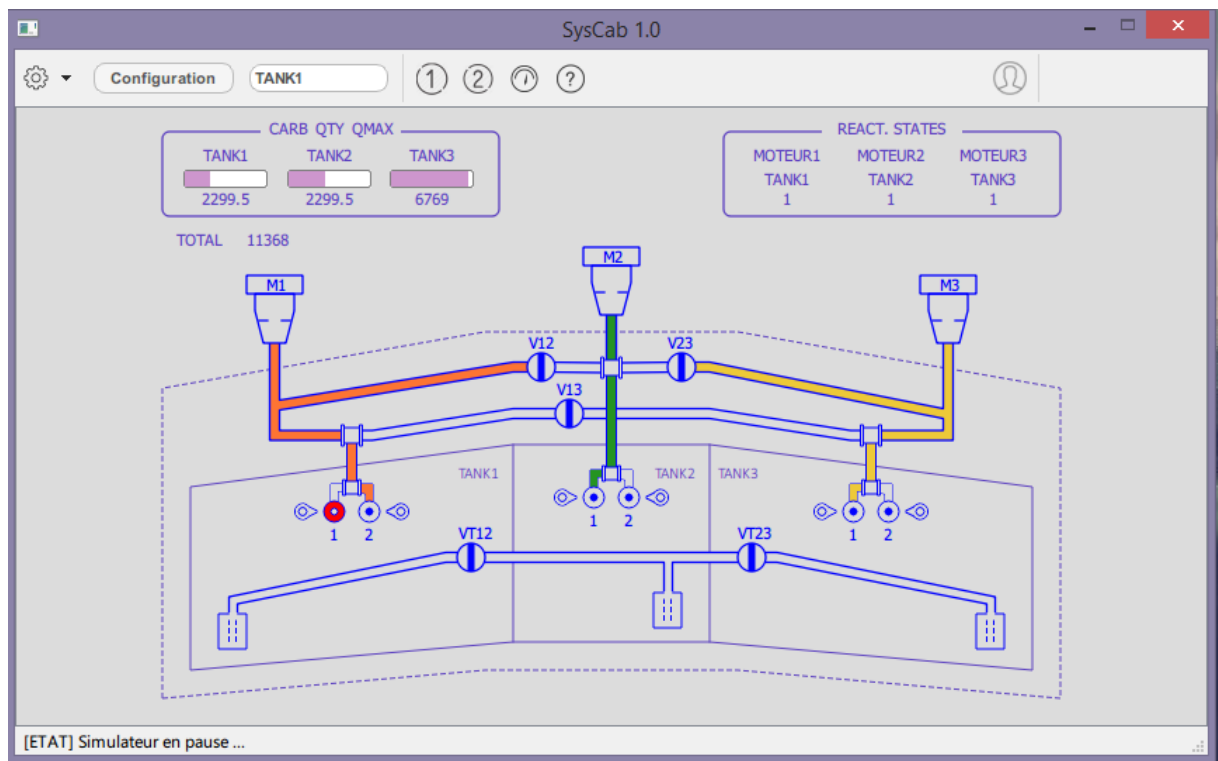 SysCab 1.0
Configuration TANK1 1 2 ?
CARB QTY QMAX
TANK1 TANK2 TANK3
2299.5 2299.5 6769
TOTAL 11368
REACT. STATES
MOTEUR1 MOTEUR2 MOTEUR3
TANK1 TANK2 TANK3
1 1 1
M2
M1
M3
V12 V23
V13
TANK1 TANK2 TANK3
1 2 1 2 1 2
VT12 VT23
[ETAT] Simulateur en pause ...